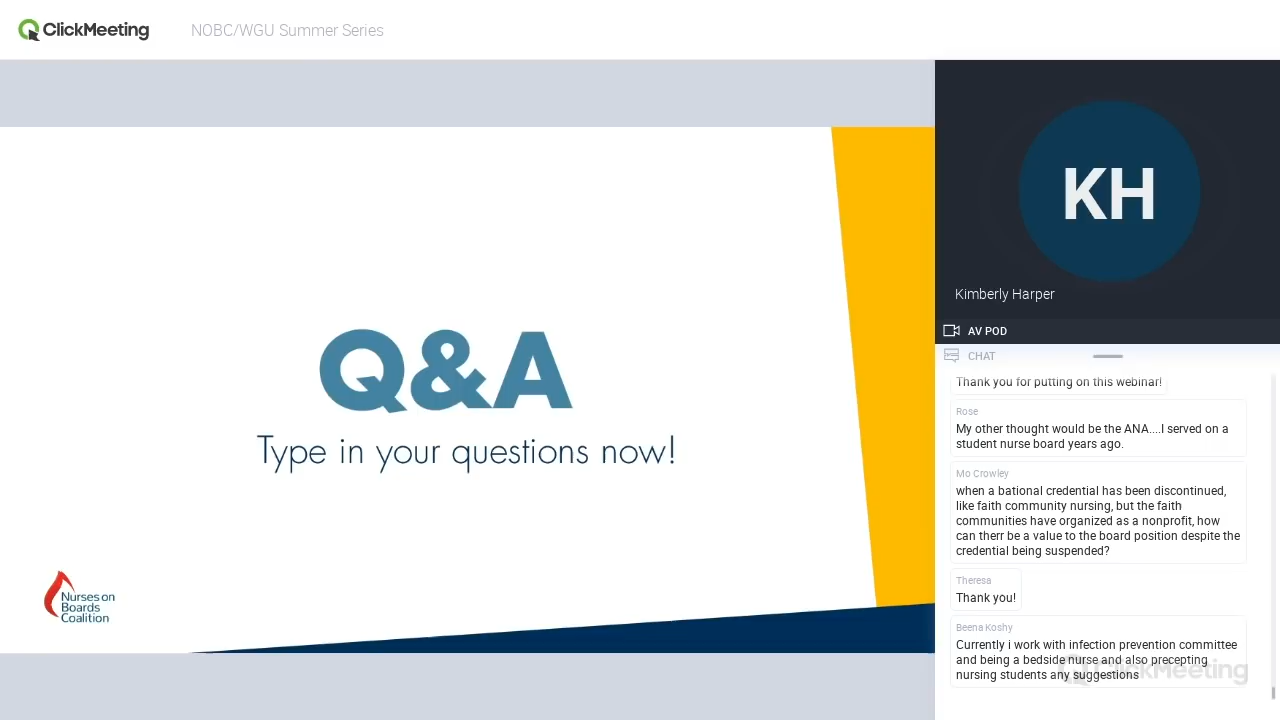 ClickMeeting
NOBC/WGU Summer Series
Q&A
Type in your questions now!
Nurses on
Boards
Coalition
KH
Kimberly Harper
AV POD
CHAT
Thank you for putting on this webinar!
Rose
My other thought would be the ANA....I served on a
student nurse board years ago.
Mo Crowley
when a bational credential has been discontinued,
like faith community nursing, but the faith
communities have organized as a nonprofit, how
can therr be a value to the board position despite the
credential being suspended?
Theresa
Thank you!
Beena Koshy
Currently i work with infection prevention committee
and being a bedside nurse and also precepting
nursing students any suggestions
ClickMeeting